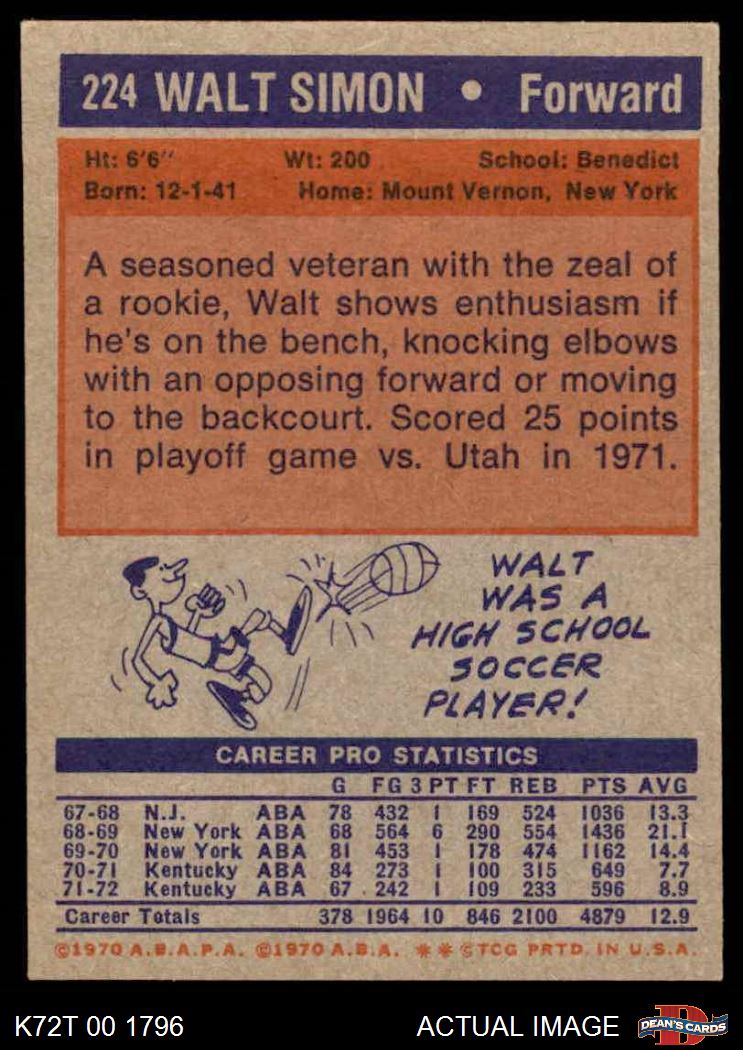 224 WALT SIMON • Forward
Ht: 6'6" Wt: 200 School: Benedict
Born: 12-1-41 Home: Mount Vernon, New York
A seasoned veteran with the zeal of
a rookie, Walt shows enthusiasm if
he's on the bench, knocking elbows
with an opposing forward or moving
to the backcourt. Scored 25 points
in playoff game vs. Utah in 1971.
WALT
WAS A
HIGH SCHOOL
SOCCER
PLAYER!
CAREER PRO STATISTICS
G FG 3 PT FT REB PTS AVG
67-68 N.J. ABA 78 432 1 169 524 1036 13.3
68-69 New York ABA 68 564 6 290 554 1436 21.1
69-70 New York ABA 81 453 1 178 474 1162 14.4
70-71 Kentucky ABA 84 273 1 100 315 649 7.7
71-72 Kentucky ABA 67 242 1 109 233 596 8.9
Career Totals 378 1964 10 846 2100 4879 12.9
©1970 A.B.A.P.A. ©1970 A.B.A. ** ©TCG PRTD. IN U.S.A.
K72T 00 1796 ACTUAL IMAGE D DEAN'S CARDS